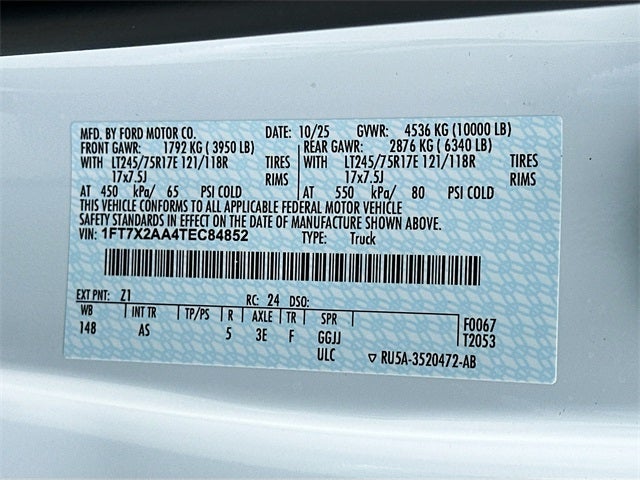 MFD. BY FORD MOTOR CO. DATE: 10/25 GVWR: 4536 KG (10000 LB)
FRONT GAWR: 1792 KG ( 3950 LB) REAR GAWR: 2876 KG ( 6340 LB)
WITH LT245/75R17E 121/118R TIRES WITH LT245/75R17E 121/118R TIRES
17x7.5J RIMS 17x7.5J RIMS
AT 450 kPa/ 65 PSI COLD AT 550 kPa/ 80 PSI COLD
THIS VEHICLE CONFORMS TO ALL APPLICABLE FEDERAL MOTOR VEHICLE
SAFETY STANDARDS IN EFFECT ON THE DATE OF MANUFACTURE SHOWN ABOVE.
VIN: 1FT7X2AA4TEC84852 TYPE: Truck
EXT PNT: Z1 RC: 24 DSO:
WB INT TR TP/PS R AXLE TR SPR F0067
148 AS 5 3E F GGJJ T2053
ULC ▽ RU5A-3520472-AB